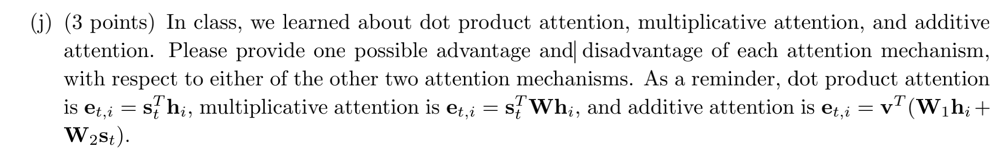 (j) (3 points) In class, we learned about dot product attention, multiplicative attention, and additive
attention. Please provide one possible advantage and disadvantage of each attention mechanism,
with respect to either of the other two attention mechanisms. As a reminder, dot product attention
is $\mathbf{e}_{t,i} = \mathbf{s}_t^T \mathbf{h}_i$, multiplicative attention is $\mathbf{e}_{t,i} = \mathbf{s}_t^T \mathbf{W} \mathbf{h}_i$, and additive attention is $\mathbf{e}_{t,i} = \mathbf{v}^T (\mathbf{W}_1 \mathbf{h}_i +$
$\mathbf{W}_2 \mathbf{s}_t)$.